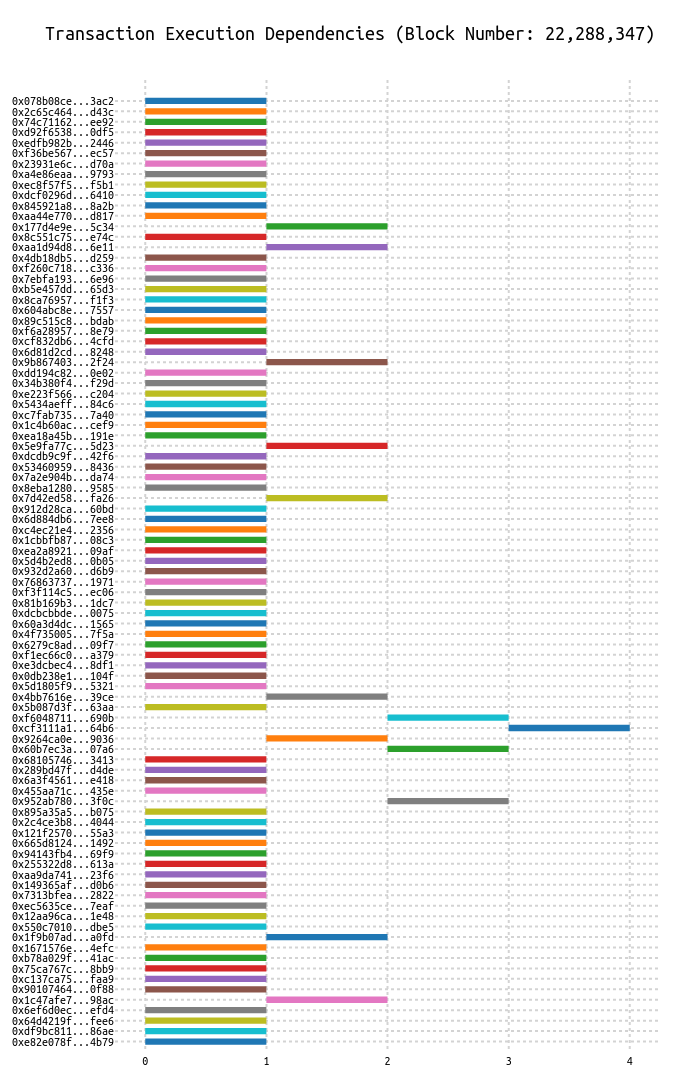 Transaction Execution Dependencies (Block Number: 22,288,347)
0x078b08ce...3ac2
0x2c65c464...d43c
0x74c71162...ee92
0xd92f6538...0df5
0xedfb982b...2446
0xf36be567...ec57
0x23931e6c...d70a
0xa4e86eaa...9793
0xec8f57f5...f5b1
0xdcf0296d...6410
0x845921a8...8a2b
0xaa44e770...d817
0x177d4e9e...5c34
0x8c551c75...e74c
0xaa1d94d8...6e11
0x4db18db5...d259
0xf260c718...c336
0x7ebfa193...6e96
0xb5e457dd...65d3
0x8ca76957...f1f3
0x604abc8e...7557
0x89c515c8...bdab
0xf6a28957...8e79
0xcf832db6...4cfd
0x6d81d2cd...8248
0x9b867403...2f24
0xdd194c82...0e02
0x34b380f4...f29d
0xe223f566...c204
0x5434aeff...84c6
0xc7fab735...7a40
0x1c4b60ac...cef9
0xea18a45b...191e
0x5e9fa77c...5d23
0xdcdb9c9f...42f6
0x53460959...8436
0x7a2e904b...da74
0x8eba1280...9585
0x7d42ed58...fa26
0x912d28ca...60bd
0x6d884db6...7ee8
0xc4ec21e4...2356
0x1cbbfb87...08c3
0xea2a8921...09af
0x5d4b2ed8...0b05
0x932d2a60...d6b9
0x76863737...1971
0xf3f114c5...ec06
0x81b169b3...1dc7
0xdcbcbbde...0075
0x60a3d4dc...1565
0x4f735005...7f5a
0x6279c8ad...09f7
0xf1ec66c0...a379
0xe3dcbec4...8df1
0x0db238e1...104f
0x5d1805f9...5321
0x4bb7616e...39ce
0x5b087d3f...63aa
0xf6048711...690b
0xcf3111a1...64b6
0x9264ca0e...9036
0x60b7ec3a...07a6
0x68105746...3413
0x289bd47f...d4de
0x6a3f4561...e418
0x455aa71c...435e
0x952ab780...3f0c
0x895a35a5...b075
0x2c4ce3b8...4044
0x121f2570...55a3
0x665d8124...1492
0x94143fb4...69f9
0x255322d8...613a
0xaa9da741...23f6
0x149365af...d0b6
0x7313bfea...2822
0xec5635ce...7eaf
0x12aa96ca...1e48
0x550c7010...dbe5
0x1f9b07ad...a0fd
0x1671576e...4efc
0xb78a029f...41ac
0x75ca767c...8bb9
0xc137ca75...faa9
0x90107464...0f88
0x1c47afe7...98ac
0x6ef6d0ec...efd4
0x64d4219f...fee6
0xdf9bc811...86ae
0xe82e078f...4b79
0 1 2 3 4